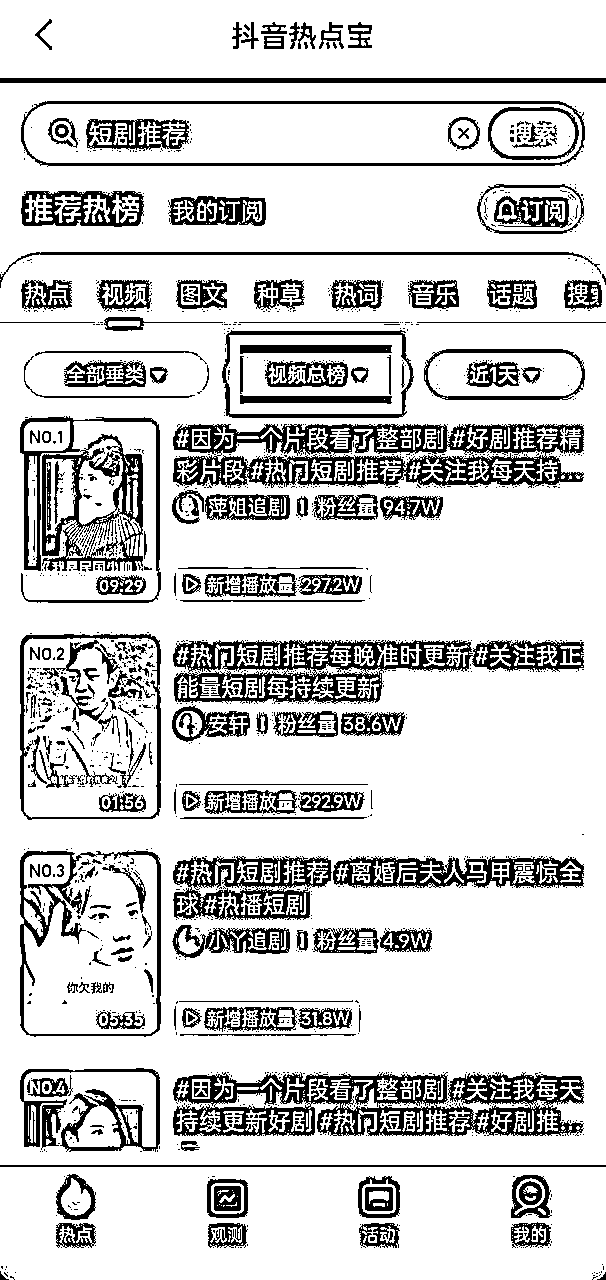 抖音热点宝
短剧推荐
搜索
推荐热榜 我的订阅 订阅
热点 视频 图文 种草 热词 音乐 话题 搜
全部垂类 视频总榜 近1天
NO.1
#因为一个片段看了整部剧 #好剧推荐精
彩片段 #热门短剧推荐 #关注我每天持...
萍姐追剧 | 粉丝量 94.7W
09:29
新增播放量 297.2W
NO.2
#热门短剧推荐每晚准时更新 #关注我正
能量短剧每持续更新
安轩 | 粉丝量 38.6W
01:56
新增播放量 292.9W
NO.3
#热门短剧推荐 #离婚后夫人马甲震惊全
球 #热播短剧
小丫追剧 | 粉丝量 4.9W
你欠我的
05:35
新增播放量 31.8W
NO.4
#因为一个片段看了整部剧 #关注我每天
持续更新好剧 #热门短剧推荐 #好剧推...
热点 观测 活动 我的